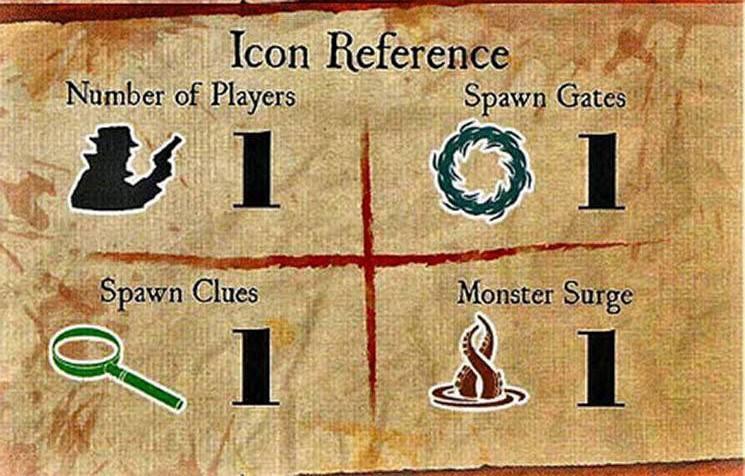 Icon Reference
Number of Players
1
Spawn Gates
1
Spawn Clues
1
Monster Surge
1